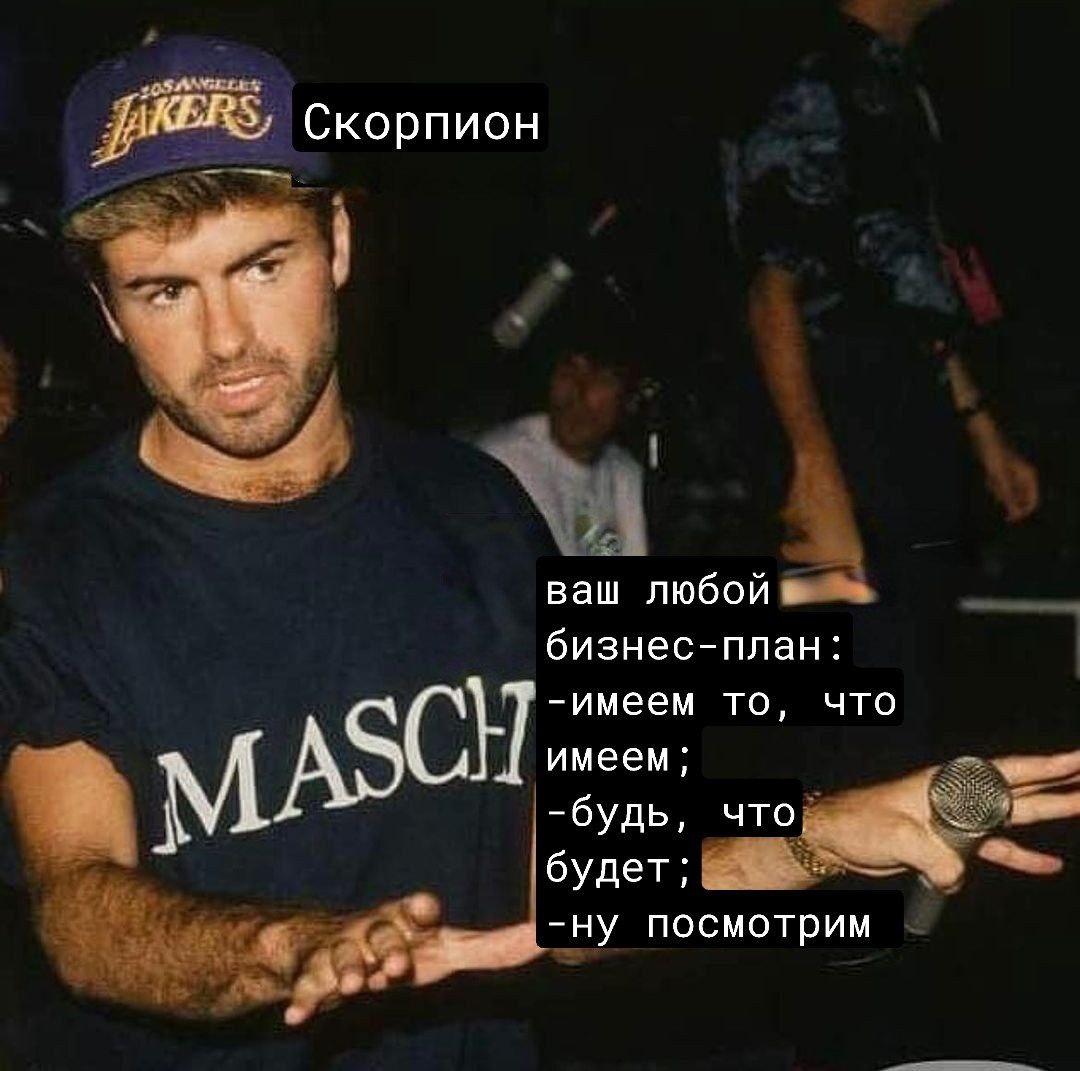 LOS ANGELES
LAKERS
Скорпион
MASCH
ваш любой
бизнес-план:
-имеем то, что
имеем;
-будь, что
будет;
-ну посмотрим